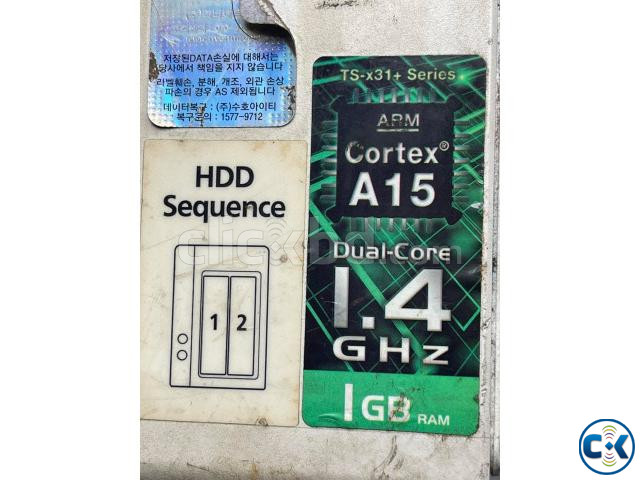 저장된DATA손실에 대해서는
당사에서 책임을 지지 않습니다
라벨훼손, 분해, 개조, 외관 손상
파손의 경우 AS 제외됩니다
데이터복구 : (주)수호아이티
복구문의 : 1577-9712
TS-x31+ Series
ARM
Cortex®
A15
HDD
Sequence
Dual-Core
1.4
GHz
1 2
1GB RAM
clickbd.com
CK